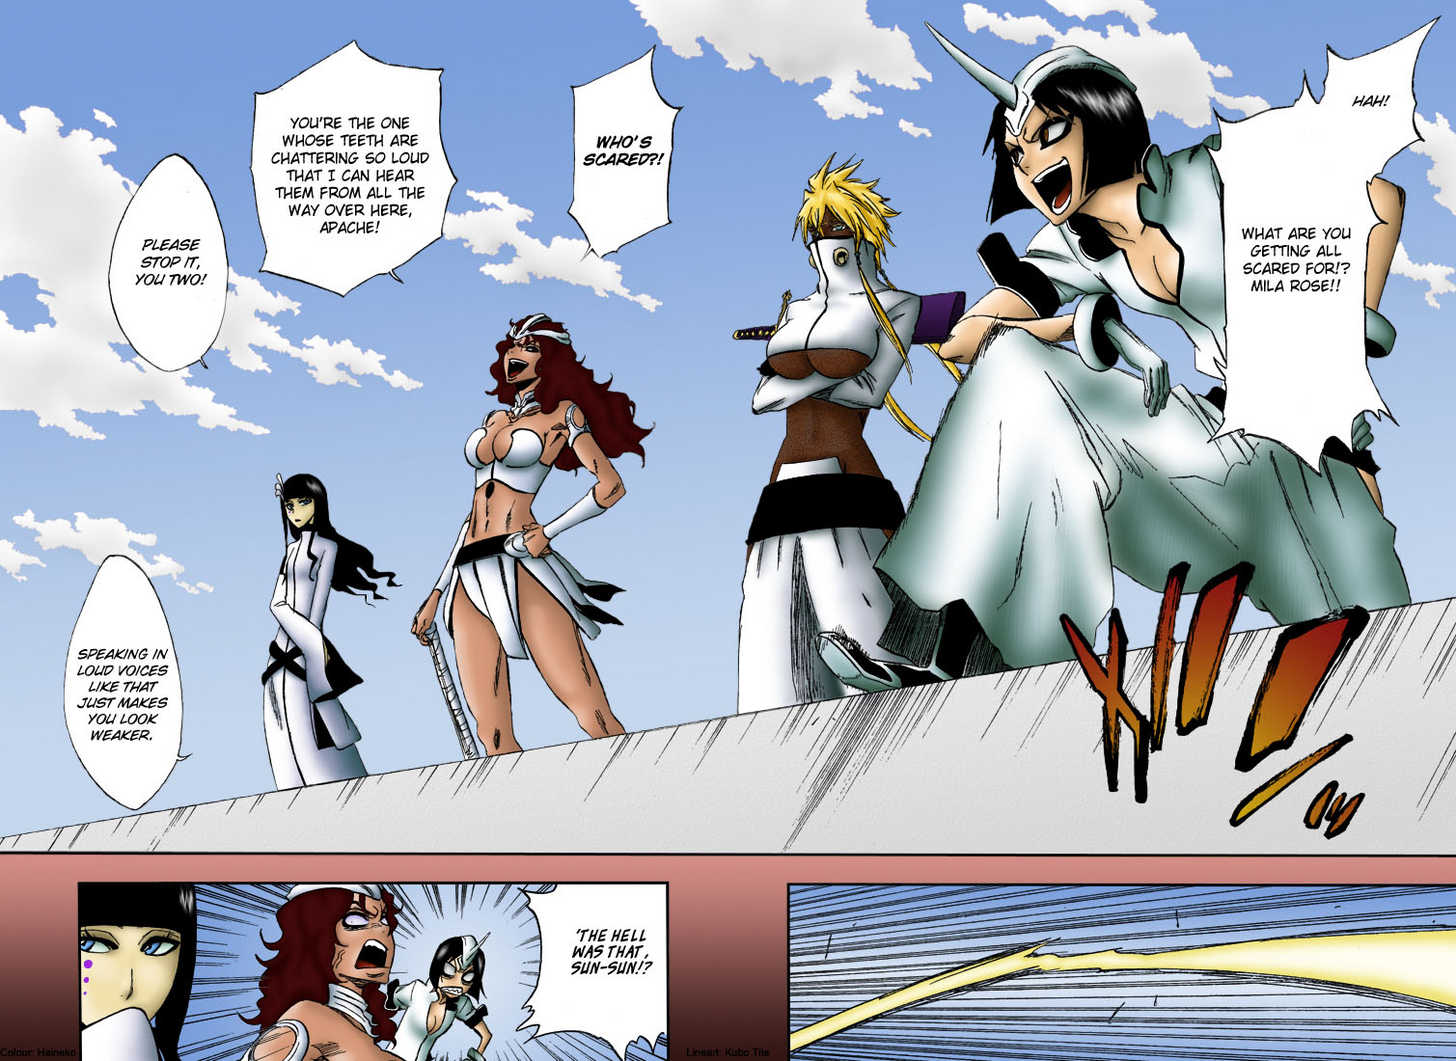 HAH!
WHAT ARE YOU
GETTING ALL
SCARED FOR!?
MILA ROSE!!
WHO'S
SCARED?!
YOU'RE THE ONE
WHOSE TEETH ARE
CHATTERING SO LOUD
THAT I CAN HEAR
THEM FROM ALL THE
WAY OVER HERE,
APACHE!
PLEASE
STOP IT,
YOU TWO!
SPEAKING IN
LOUD VOICES
LIKE THAT
JUST MAKES
YOU LOOK
WEAKER.
'THE HELL
WAS THAT,
SUN-SUN!?
Colour: Haineko
Lineart: Kubo Tite